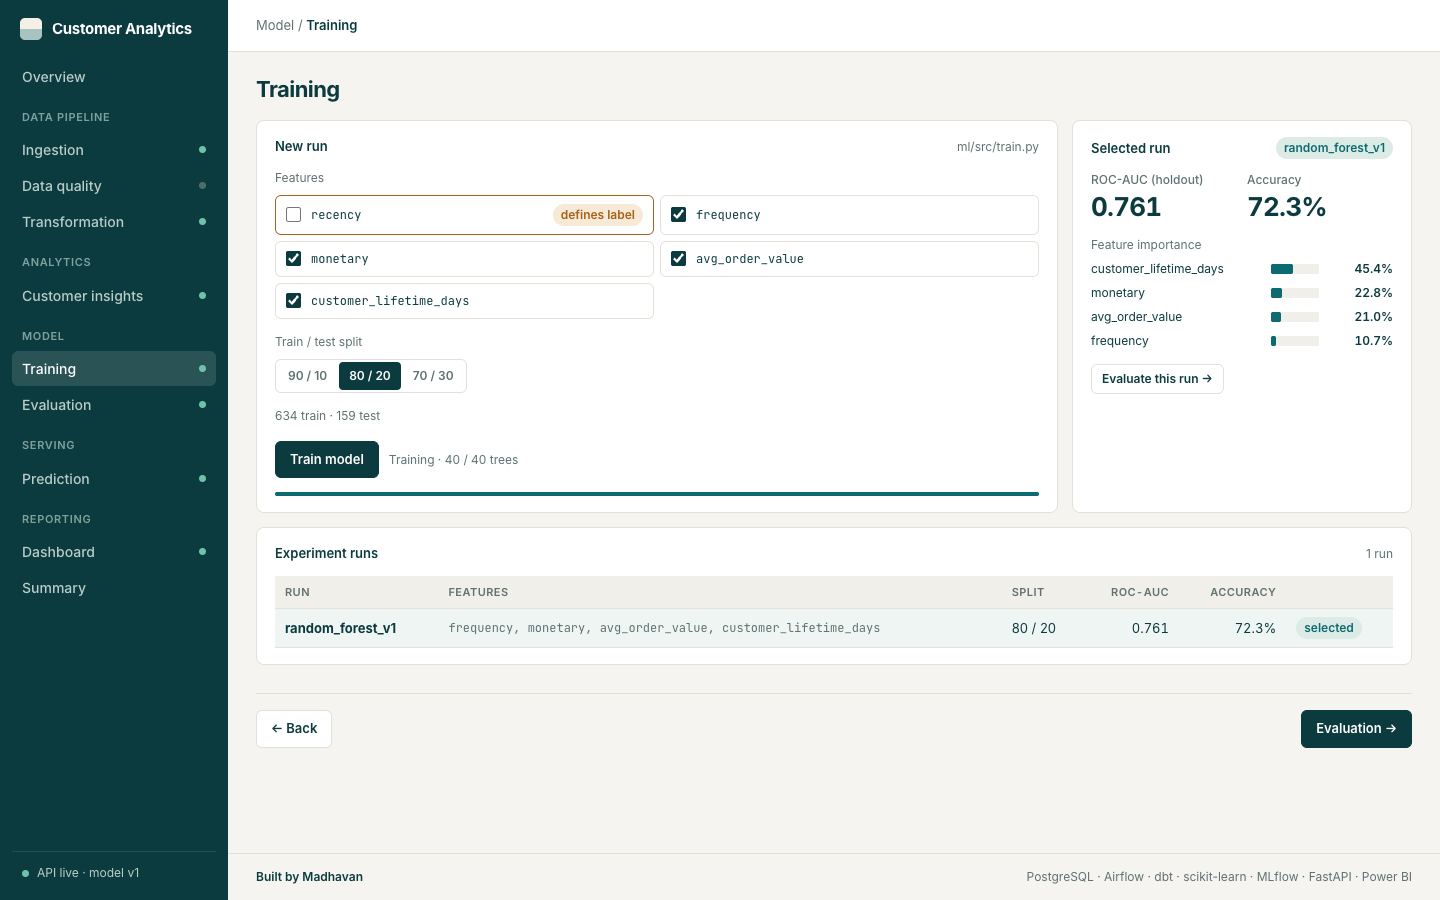 Customer Analytics
Overview
DATA PIPELINE
Ingestion
Data quality
Transformation
ANALYTICS
Customer insights
MODEL
Training
Evaluation
SERVING
Prediction
REPORTING
Dashboard
Summary
API live · model v1
Model / Training
Training
New run
ml/src/train.py
Features
recency
defines label
frequency
monetary
avg_order_value
customer_lifetime_days
Train / test split
90 / 10
80 / 20
70 / 30
634 train · 159 test
Train model
Training · 40 / 40 trees
Selected run
random_forest_v1
ROC-AUC (holdout)
Accuracy
0.761
72.3%
Feature importance
customer_lifetime_days 45.4%
monetary 22.8%
avg_order_value 21.0%
frequency 10.7%
Evaluate this run →
Experiment runs
1 run
RUN FEATURES SPLIT ROC-AUC ACCURACY
random_forest_v1 frequency, monetary, avg_order_value, customer_lifetime_days 80 / 20 0.761 72.3% selected
← Back
Evaluation →
Built by Madhavan
PostgreSQL · Airflow · dbt · scikit-learn · MLflow · FastAPI · Power BI